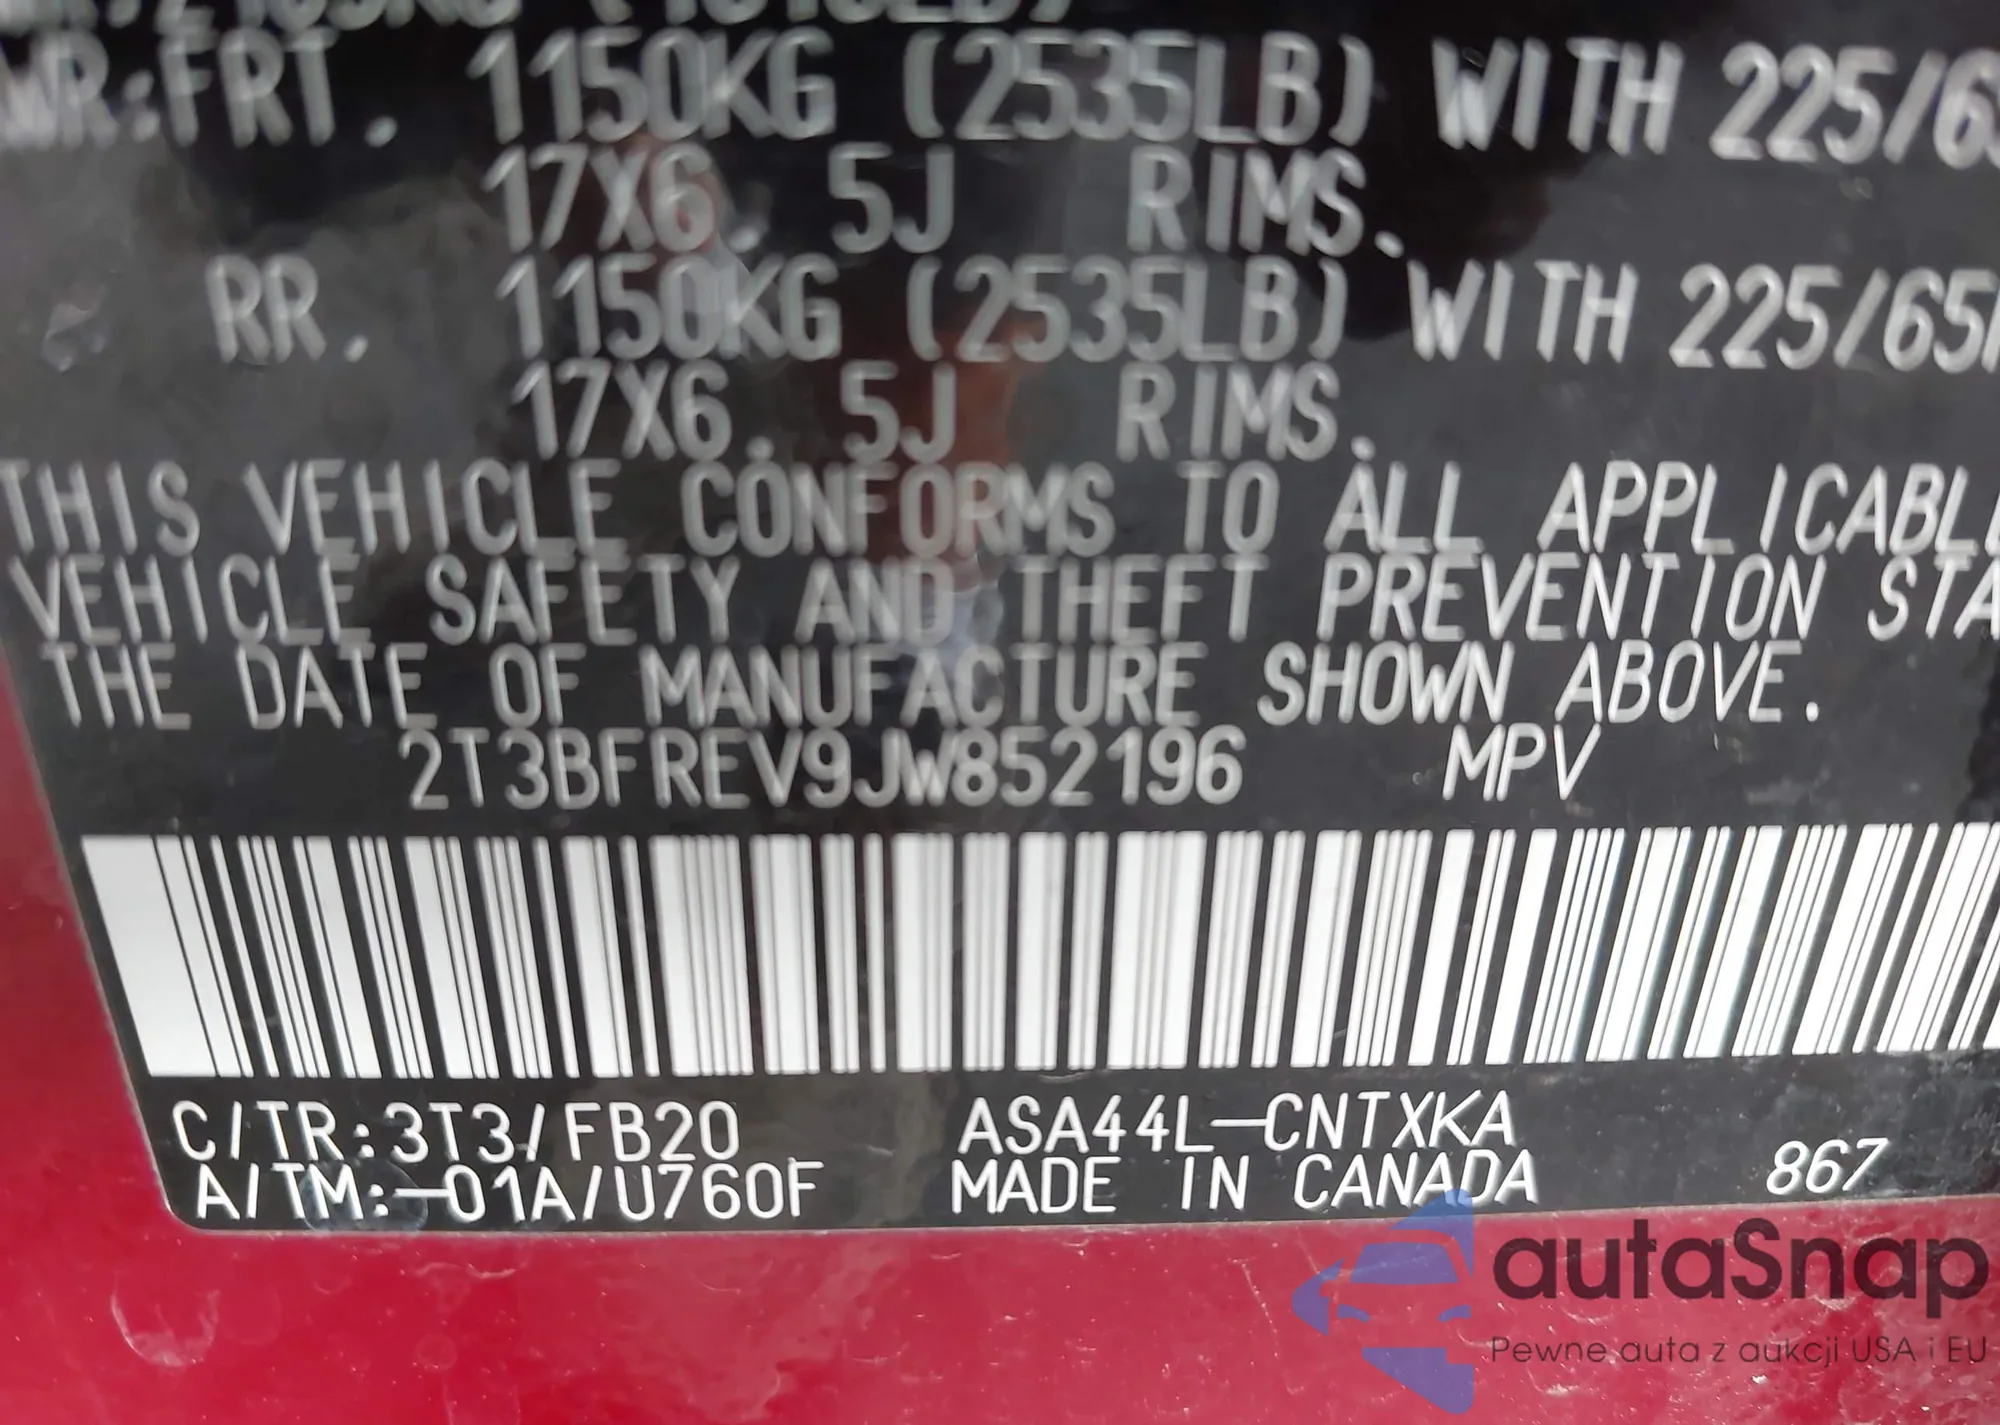 WR:FRT. 1150KG (2535LB) WITH 225/65
17X6. 5J RIMS.
RR. 1150KG (2535LB) WITH 225/65
17X6. 5J RIMS.
THIS VEHICLE CONFORMS TO ALL APPLICABLE
VEHICLE SAFETY AND THEFT PREVENTION STA
THE DATE OF MANUFACTURE SHOWN ABOVE.
2T3BFREV9JW852196 MPV
C/TR:3T3/FB20 ASA44L-CNTXKA
A/TM:-01A/U760F MADE IN CANADA 867
autaSnap
Pewne auta z aukcji USA i EU